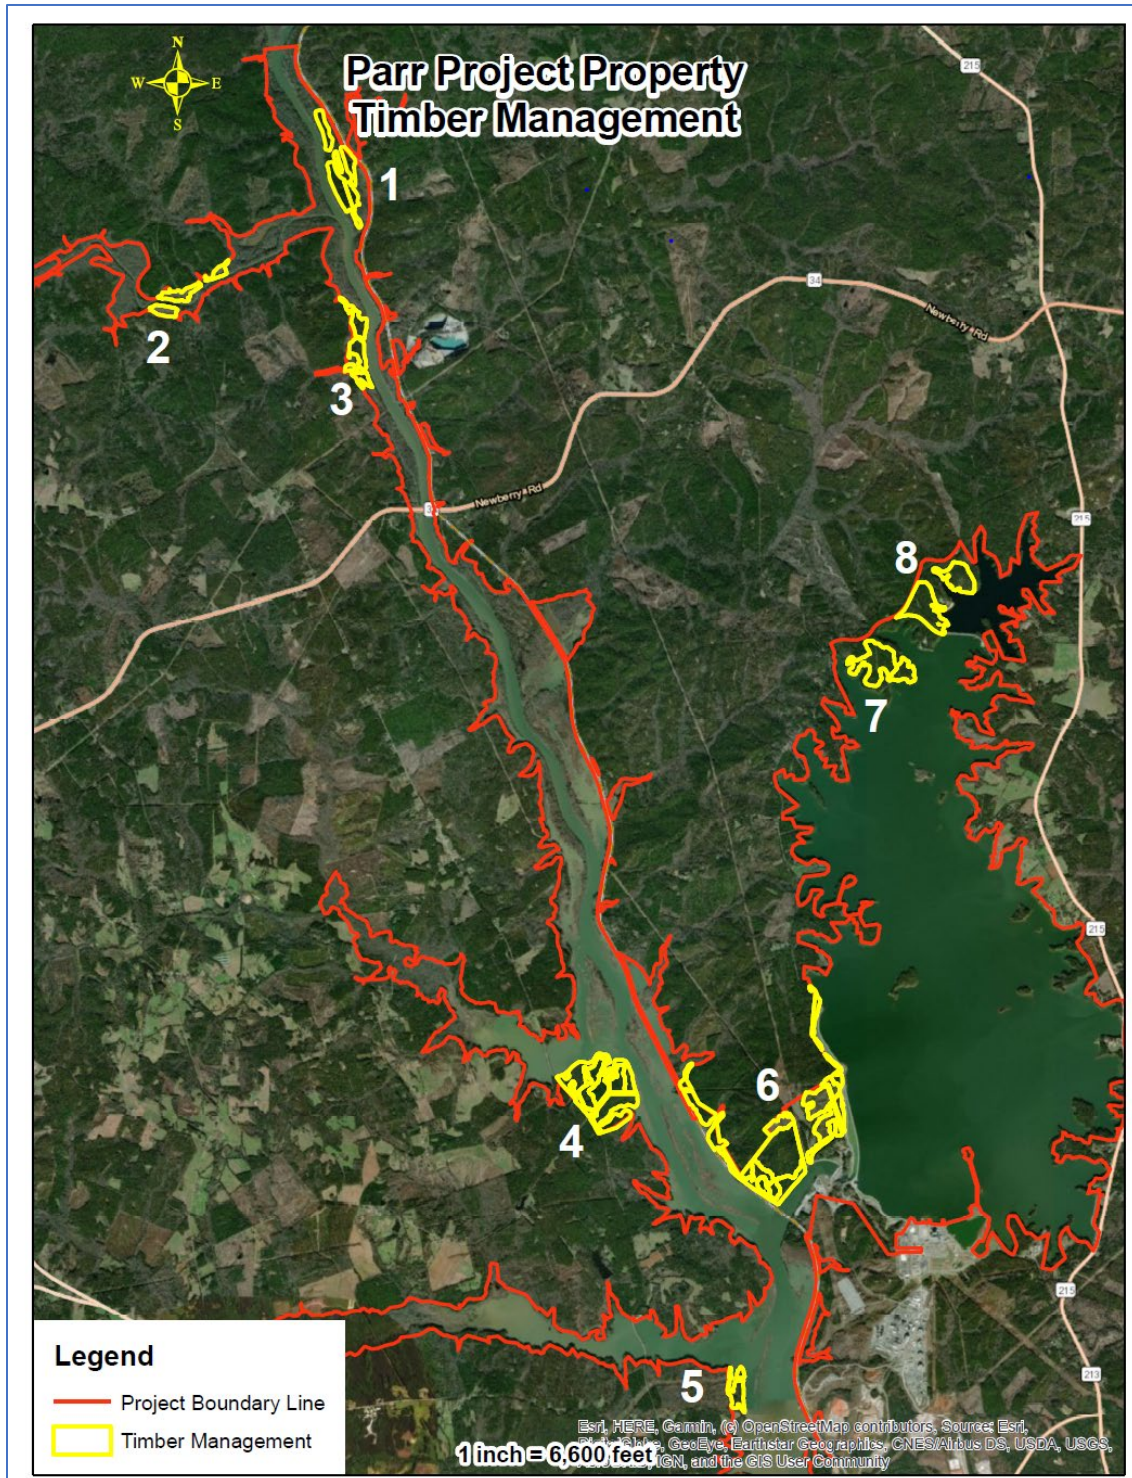 N
W E
S
Parr Project Property
Timber Management
215
1
34
Newberry Rd
2
3
Newberry Rd
215
8
7
215
6
4
215
213
5
Legend
Project Boundary Line
Timber Management
1 inch = 6,600 feet
Esri, HERE, Garmin, (c) OpenStreetMap contributors, Source: Esri,
GeoEye, Earthstar Geographics, CNES/Airbus DS, USDA, USGS,
IGN, and the GIS User Community